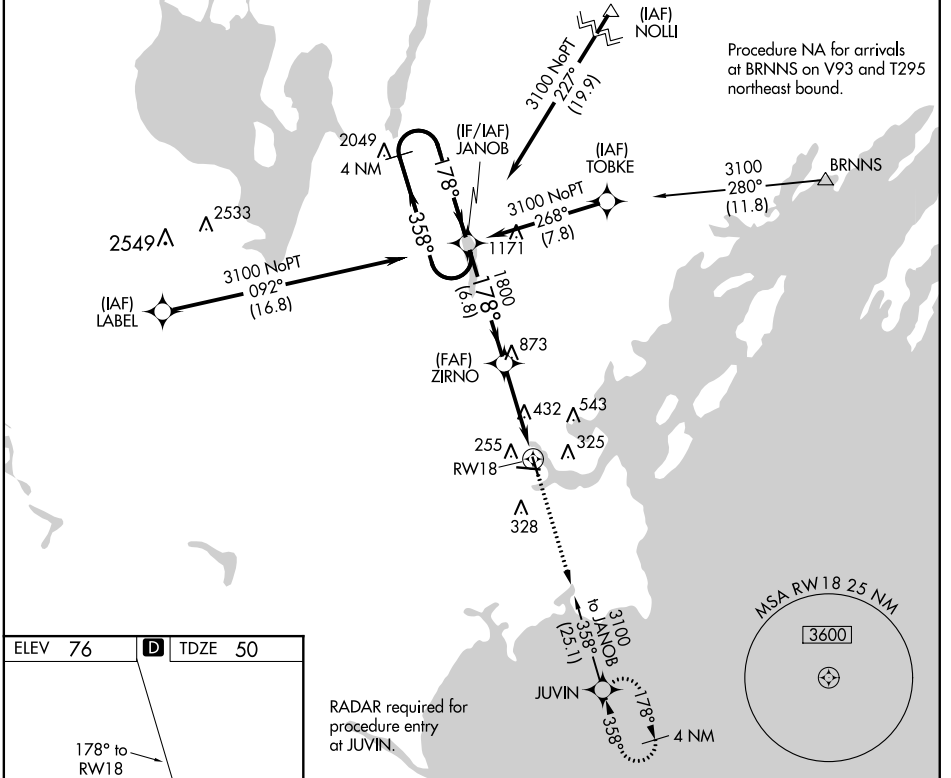 (IAF)
NOLLI
3100 NoPT
227°
(19.9)
Procedure NA for arrivals
at BRNNS on V93 and T295
northeast bound.
2049
4 NM
(IF/IAF)
JANOB
178°
358°
(IAF)
TOBKE
3100
280°
(11.8)
BRNNS
3100 NoPT
268°
(7.8)
1171
2533
2549
3100 NoPT
092°
(16.8)
(IAF)
LABEL
1800
178°
(6.8)
(FAF)
ZIRNO
873
432
543
255
325
RW18
328
3100
to JANOB
358°
(25.1)
JUVIN
178°
358°
4 NM
MSA RW18 25 NM
3600
RADAR required for
procedure entry
at JUVIN.
ELEV 76 D TDZE 50
178° to
RW18